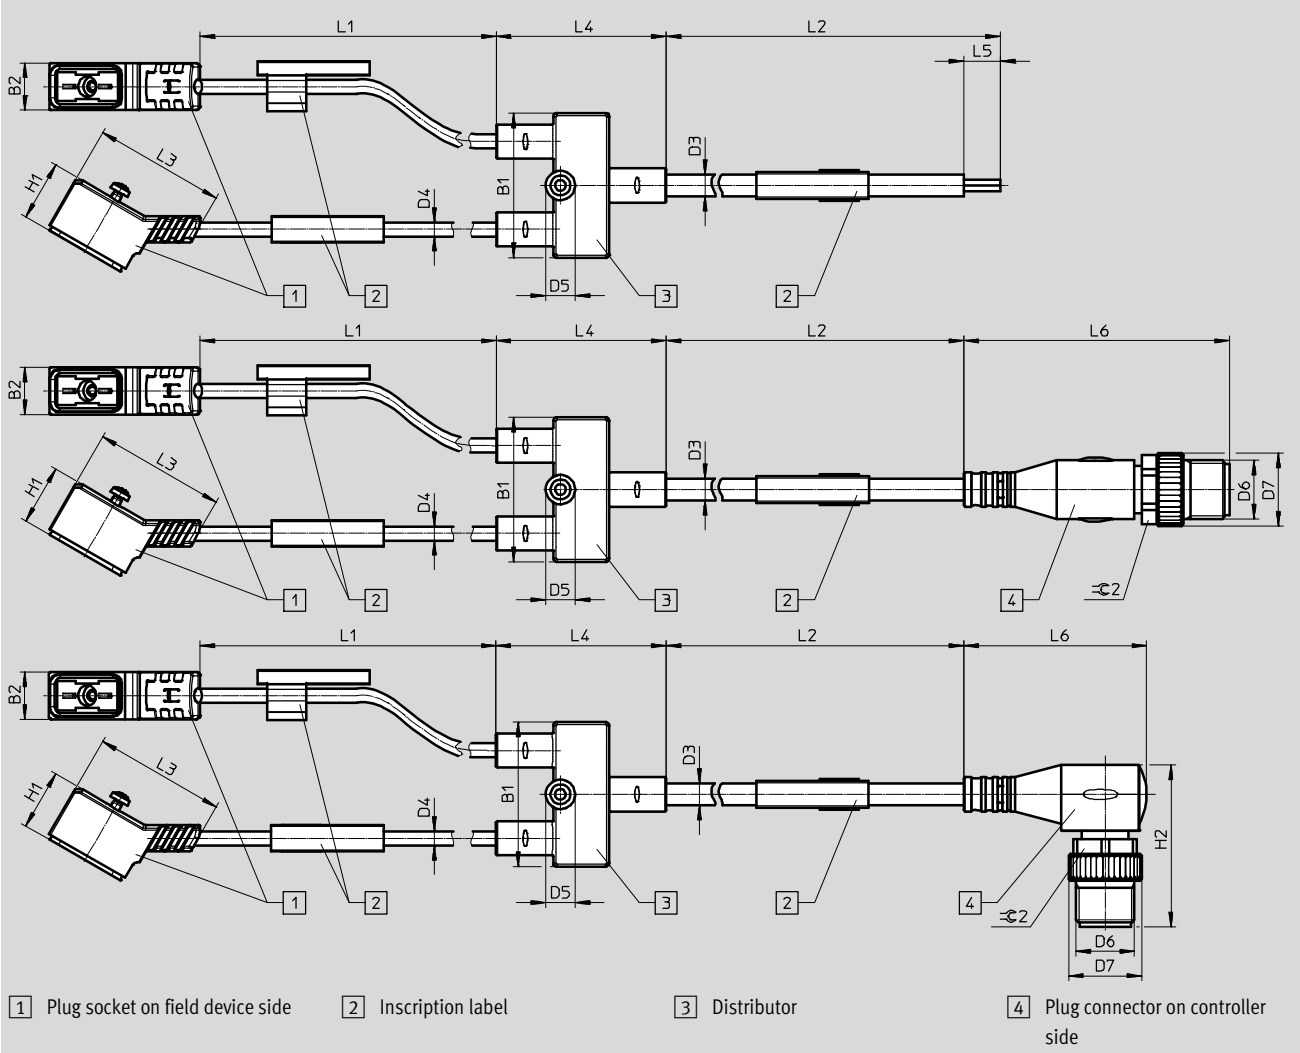 L1 L4 L2
L5
B2
L3
H1
D4
B1
D3
D5
1 2 3 2
L1 L4 L2 L6
B2
L3
H1
D4
B1
D3
D6
D7
D5
1 2 3 2 4 2
L1 L4 L2 L6
B2
L3
H1
D4
B1
D3
H2
D5
1 2 3 2 4
2
D6
D7
1 Plug socket on field device side
2 Inscription label
3 Distributor
4 Plug connector on controller
side